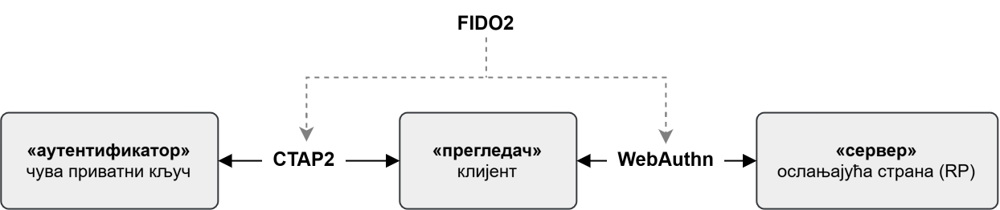 FIDO2
«аутентификатор»
чува приватни кључ
CTAP2
«прегледач»
клијент
WebAuthn
«сервер»
ослањајућа страна (RP)